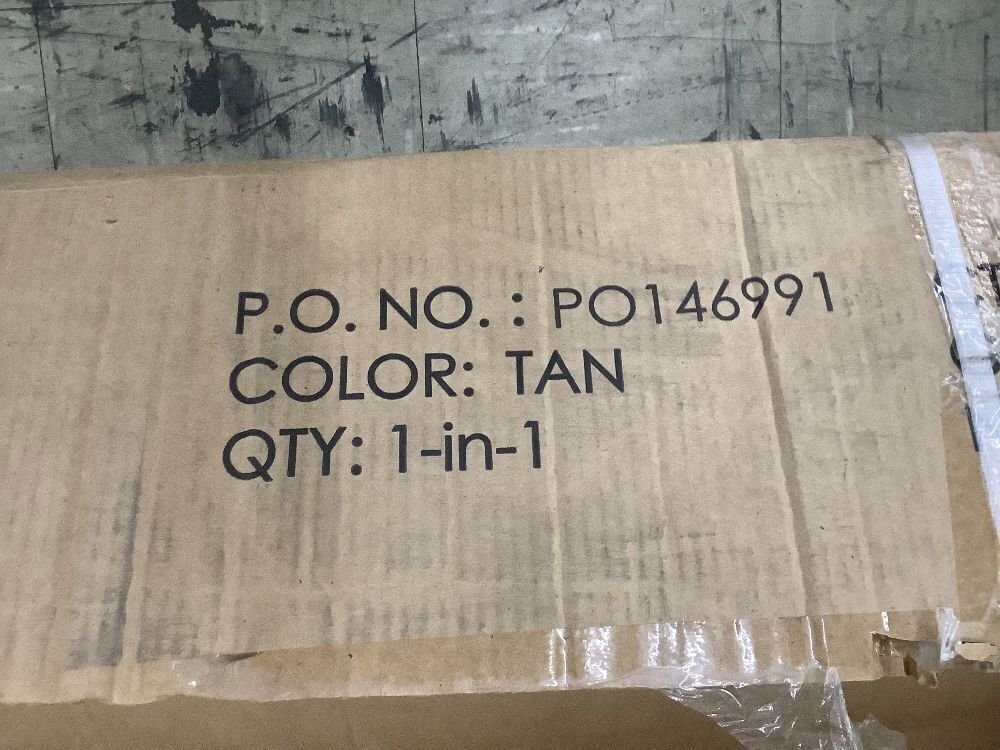 P.O. NO. : PO146991
COLOR: TAN
QTY: 1-in-1